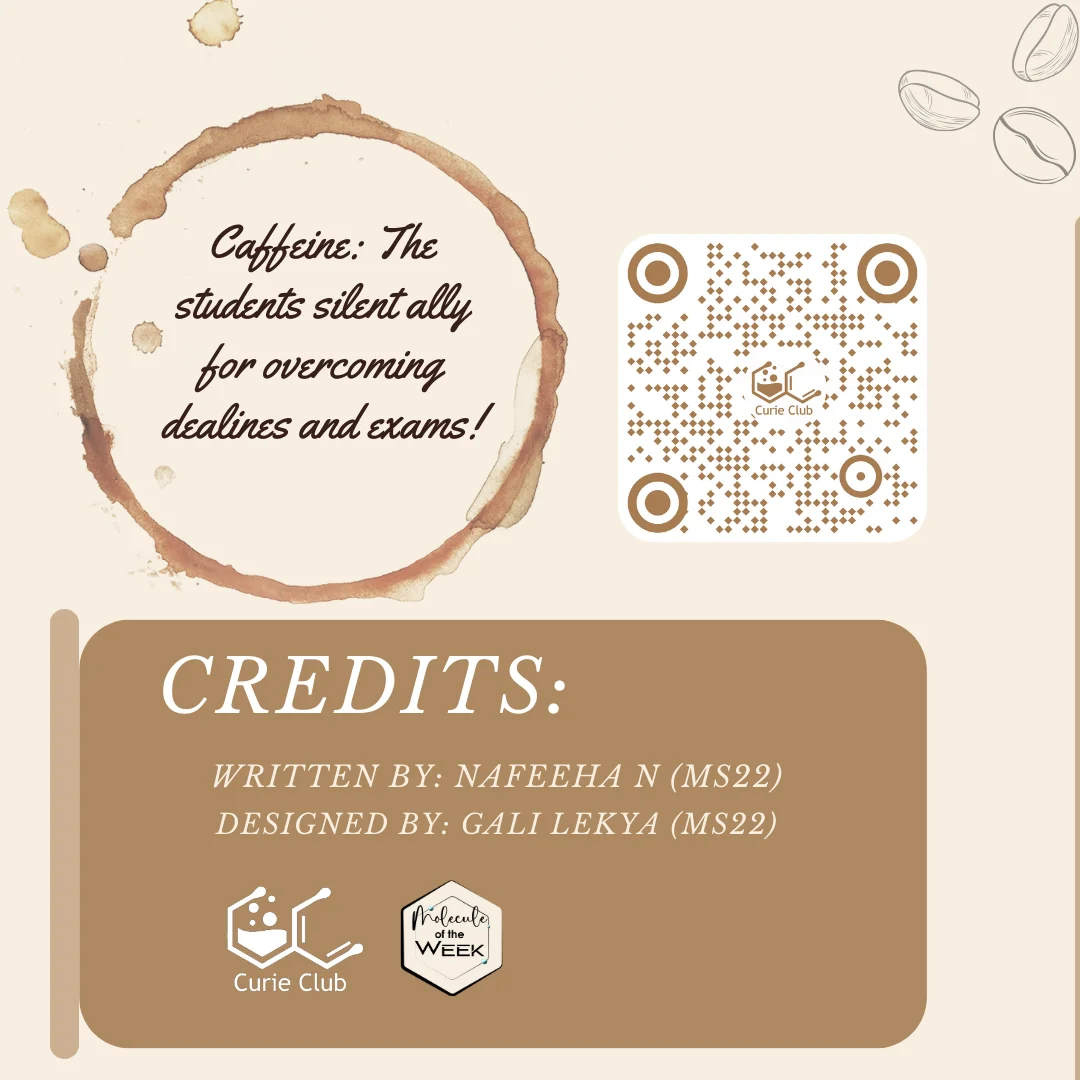 Caffeine: The
students silent ally
for overcoming
dealines and exams!
Curie Club
CREDITS:
WRITTEN BY: NAFEEHA N (MS22)
DESIGNED BY: GALI LEKYA (MS22)
Curie Club
Molecule
of the
WEEK